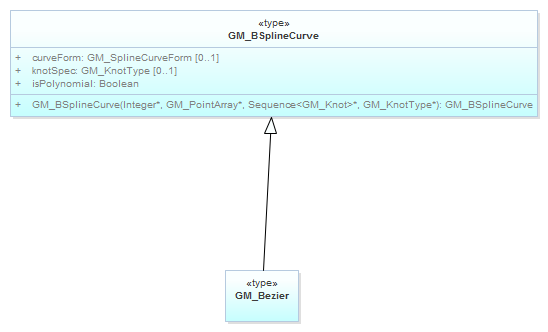 «type»
GM_BSplineCurve
+ curveForm: GM_SplineCurveForm [0..1]
+ knotSpec: GM_KnotType [0..1]
+ isPolynomial: Boolean
+ GM_BSplineCurve(Integer*, GM_PointArray*, Sequence<GM_Knot>*, GM_KnotType*): GM_BSplineCurve
«type»
GM_Bezier